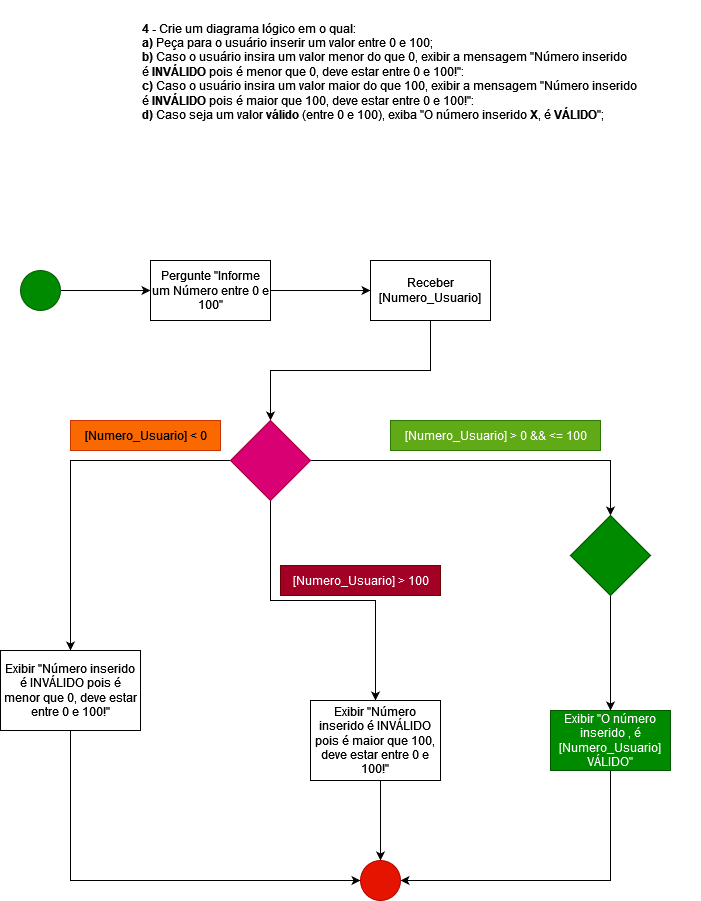 4 - Crie um diagrama lógico em o qual:
a) Peça para o usuário inserir um valor entre 0 e 100;
b) Caso o usuário insira um valor menor do que 0, exibir a mensagem "Número inserido
é INVÁLIDO pois é menor que 0, deve estar entre 0 e 100!":
c) Caso o usuário insira um valor maior do que 100, exibir a mensagem "Número inserido
é INVÁLIDO pois é maior que 100, deve estar entre 0 e 100!":
d) Caso seja um valor válido (entre 0 e 100), exiba "O número inserido X, é VÁLIDO";
Pergunte "Informe
um Número entre 0 e
100"
Receber
[Numero_Usuario]
[Numero_Usuario] < 0
[Numero_Usuario] > 0 && <= 100
[Numero_Usuario] > 100
Exibir "Número inserido
é INVÁLIDO pois é
menor que 0, deve estar
entre 0 e 100!"
Exibir "Número
inserido é INVÁLIDO
pois é maior que 100,
deve estar entre 0 e
100!"
Exibir "O número
inserido , é
[Numero_Usuario]
VÁLIDO"